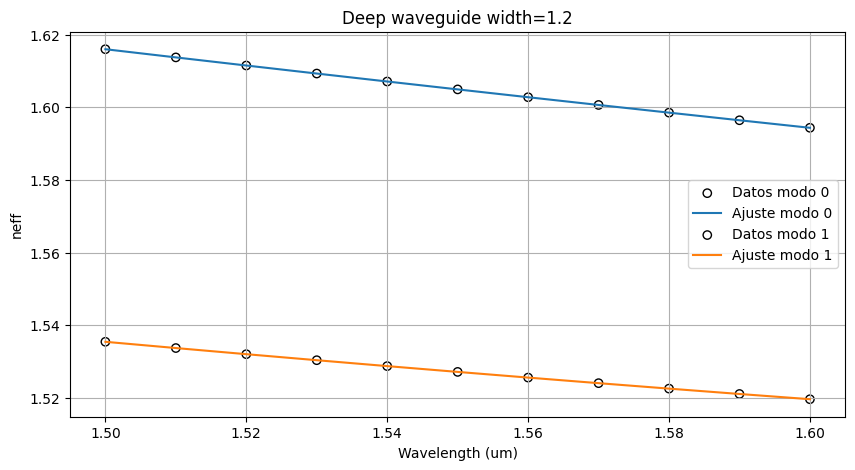 Deep waveguide width=1.2
neff
1.62
1.60
1.58
1.56
1.54
1.52
Datos modo 0
Ajuste modo 0
Datos modo 1
Ajuste modo 1
1.50 1.52 1.54 1.56 1.58 1.60
Wavelength (um)